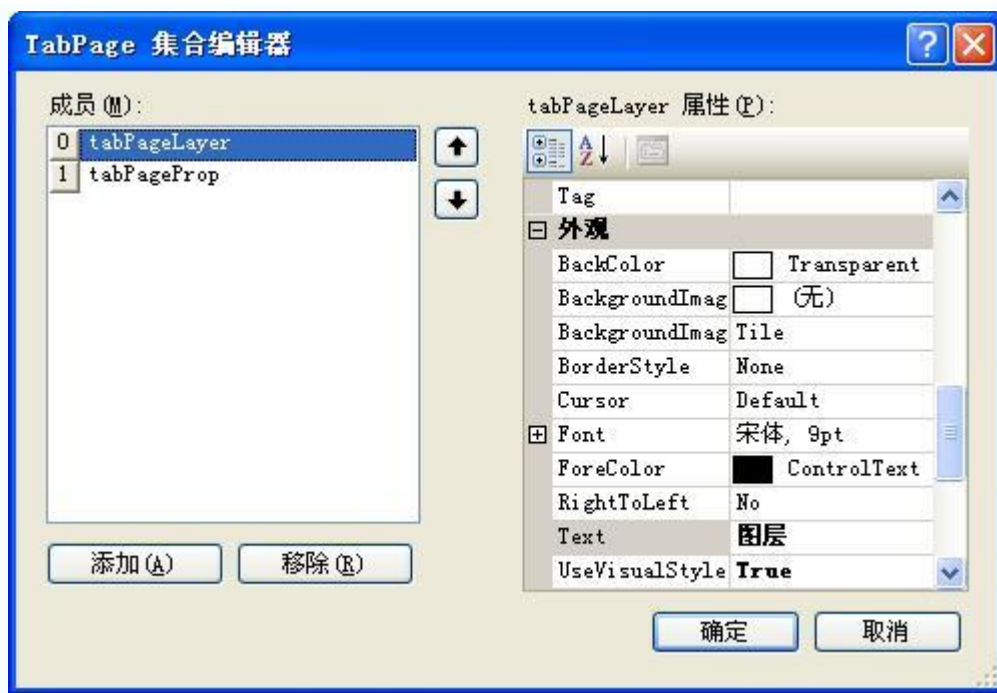 TabPage 集合编辑器
成员(M):
0 tabPageLayer
1 tabPageProp
添加(A) 移除(R)
tabPageLayer 属性(P):
Tag
外观
BackColor Transparent
BackgroundImag (无)
BackgroundImag Tile
BorderStyle None
Cursor Default
Font 宋体, 9pt
ForeColor ControlText
RightToLeft No
Text 图层
UseVisualStyle True
确定 取消